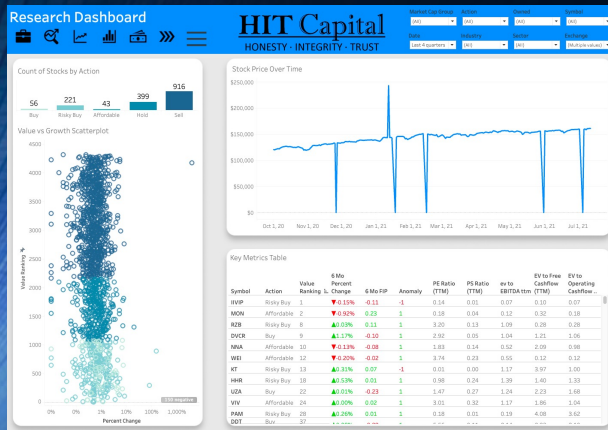 Research Dashboard
HIT Capital
HONESTY · INTEGRITY · TRUST
Market Cap Group Action Owned Symbol
(All) (All) (All) (All)
Date Industry Sector Exchange
Last 4 quarters (All) (All) (Multiple values)
Count of Stocks by Action
56 221 43 399 916
Buy Risky Buy Affordable Hold Sell
Value vs Growth Scatterplot
4500
4000
3500
3000
2500
2000
1500
1000
500
0
Value Ranking
0% 0% 1% 10% 100% 1,000%
Percent Change
negative
Stock Price Over Time
$250,000
$200,000
$150,000
$100,000
$50,000
$0
Oct 1, 20 Nov 1, 20 Dec 1, 20 Jan 1, 21 Feb 1, 21 Mar 1, 21 Apr 1, 21 May 1, 21 Jun 1, 21 Jul 1, 21
Key Metrics Table
Symbol Action Value Ranking 6 Mo Percent Change 6 Mo FIP Anomaly PE Ratio (TTM) PS Ratio (TTM) ev to EBITDA ttm EV to Free Cashflow (TTM) EV to Operating Cashflow ..
IIVIP Risky Buy 1 ▼-0.15% -0.11 -1 0.14 0.01 0.07 0.10 0.07
MON Affordable 2 ▼-0.92% 0.23 1 0.18 0.04 0.12 0.32 0.18
RZB Risky Buy 8 ▲0.03% 0.11 1 3.20 0.13 1.09 0.28 0.28
DVCR Buy 9 ▲1.17% -0.10 1 2.92 0.05 1.04 1.21 1.06
NNA Affordable 10 ▼-0.13% -0.08 1 1.83 0.14 0.52 2.09 0.98
WEI Affordable 12 ▼-0.20% -0.02 1 3.74 0.23 0.55 0.12 0.12
KT Risky Buy 13 ▲0.31% 0.07 -1 0.01 0.00 1.17 3.97 1.00
HHR Risky Buy 18 ▲0.53% 0.01 1 0.98 0.24 1.39 1.40 1.33
UZA Buy 22 ▲0.01% -0.23 1 1.47 0.27 1.24 2.23 1.68
VIV Affordable 24 ▲0.00% 0.02 1 3.01 0.32 1.17 1.86 1.04
PAM Risky Buy 28 ▲0.26% 0.01 1 0.18 0.01 0.19 4.08 3.62
DDT Buy 37